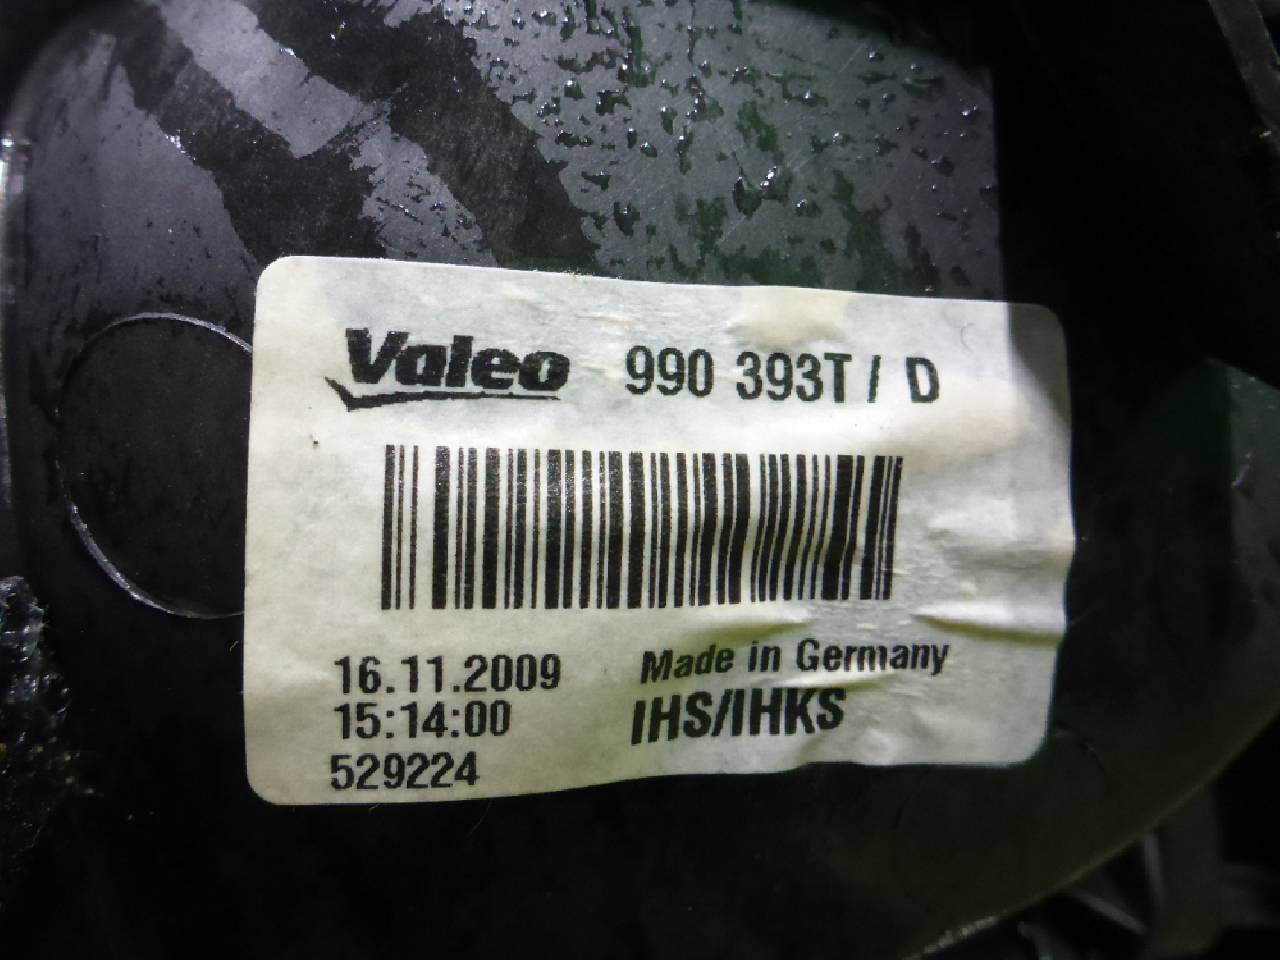 Valeo 990 393T / D
16.11.2009 Made in Germany
15:14:00 IHS/IHKS
529224